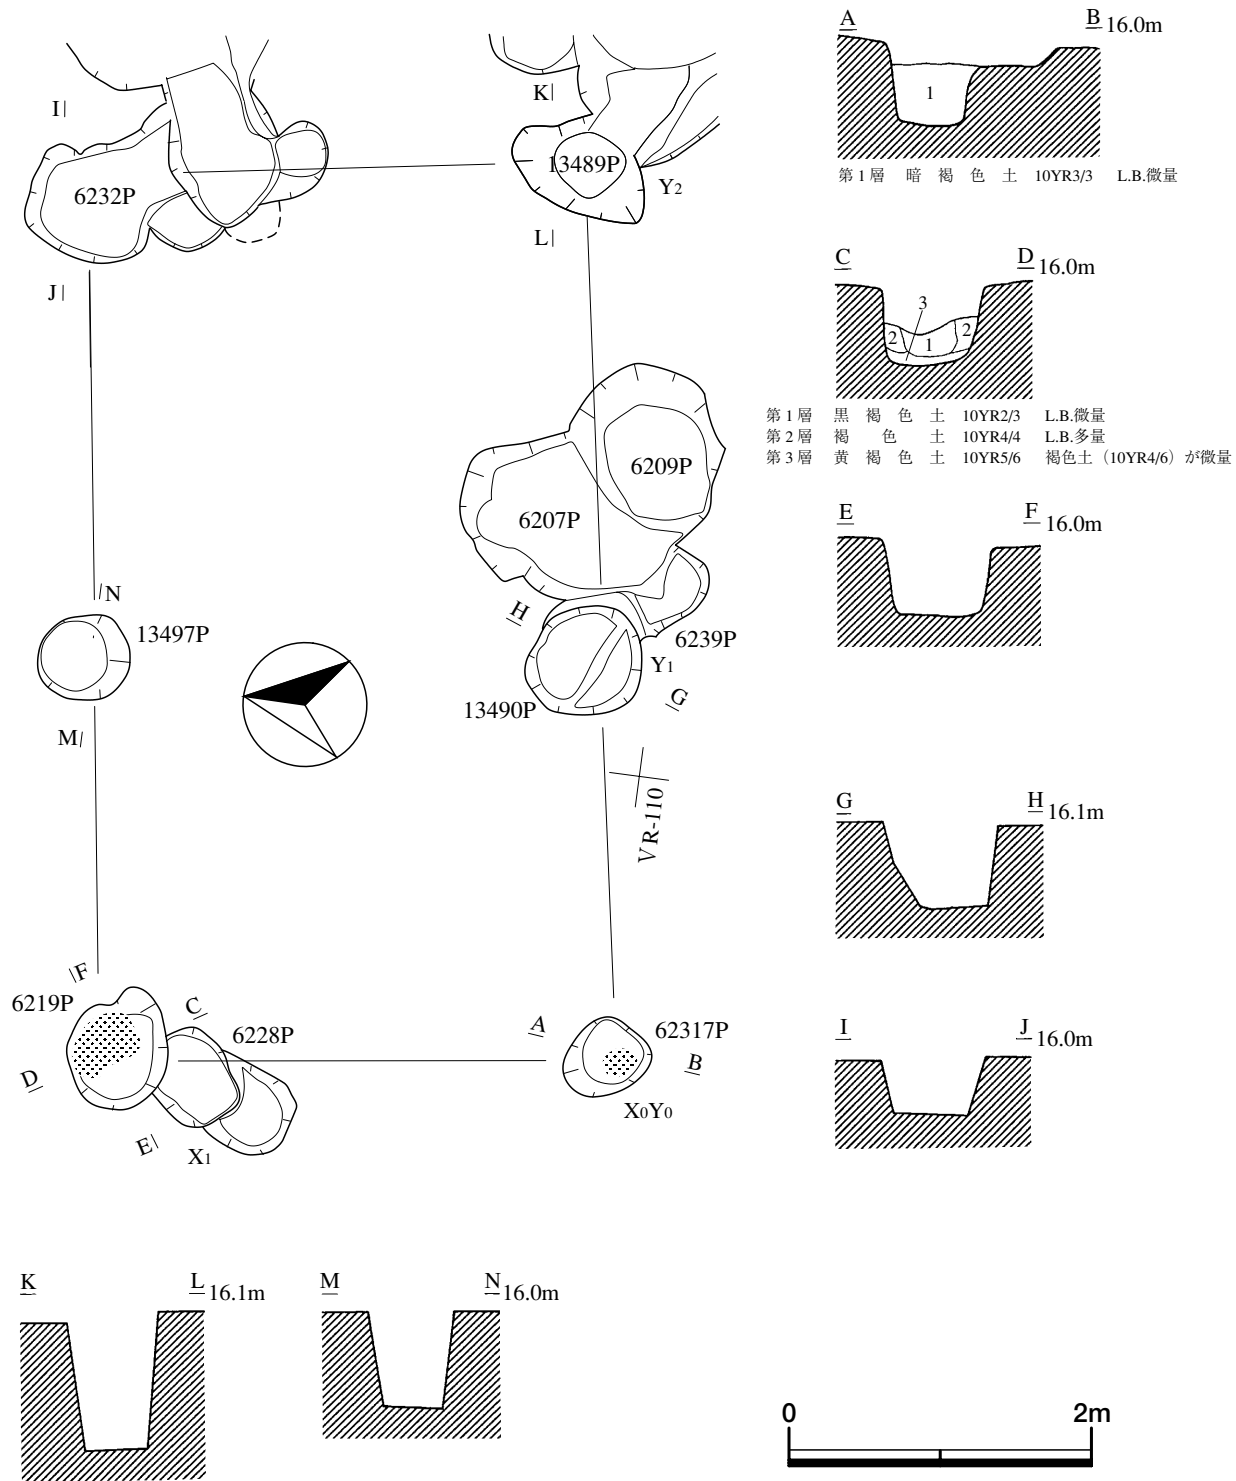 A B 16.0m
1
第1層 暗褐色土 10YR3/3 L.B.微量
I
K
6232P
13489P
Y2
J
L
C D 16.0m
3
2 1 2
第1層 黒褐色土 10YR2/3 L.B.微量
第2層 褐色土 10YR4/4 L.B.多量
第3層 黄褐色土 10YR5/6 褐色土(10YR4/6)が微量
6209P
6207P
E F 16.0m
N
13497P
H
6239P
Y1
G
13490P
M
VR-110
G H 16.1m
F
6219P
C
6228P
A
62317P
B
D
X0Y0
E
X1
I J 16.0m
K L 16.1m
M N 16.0m
0 2m